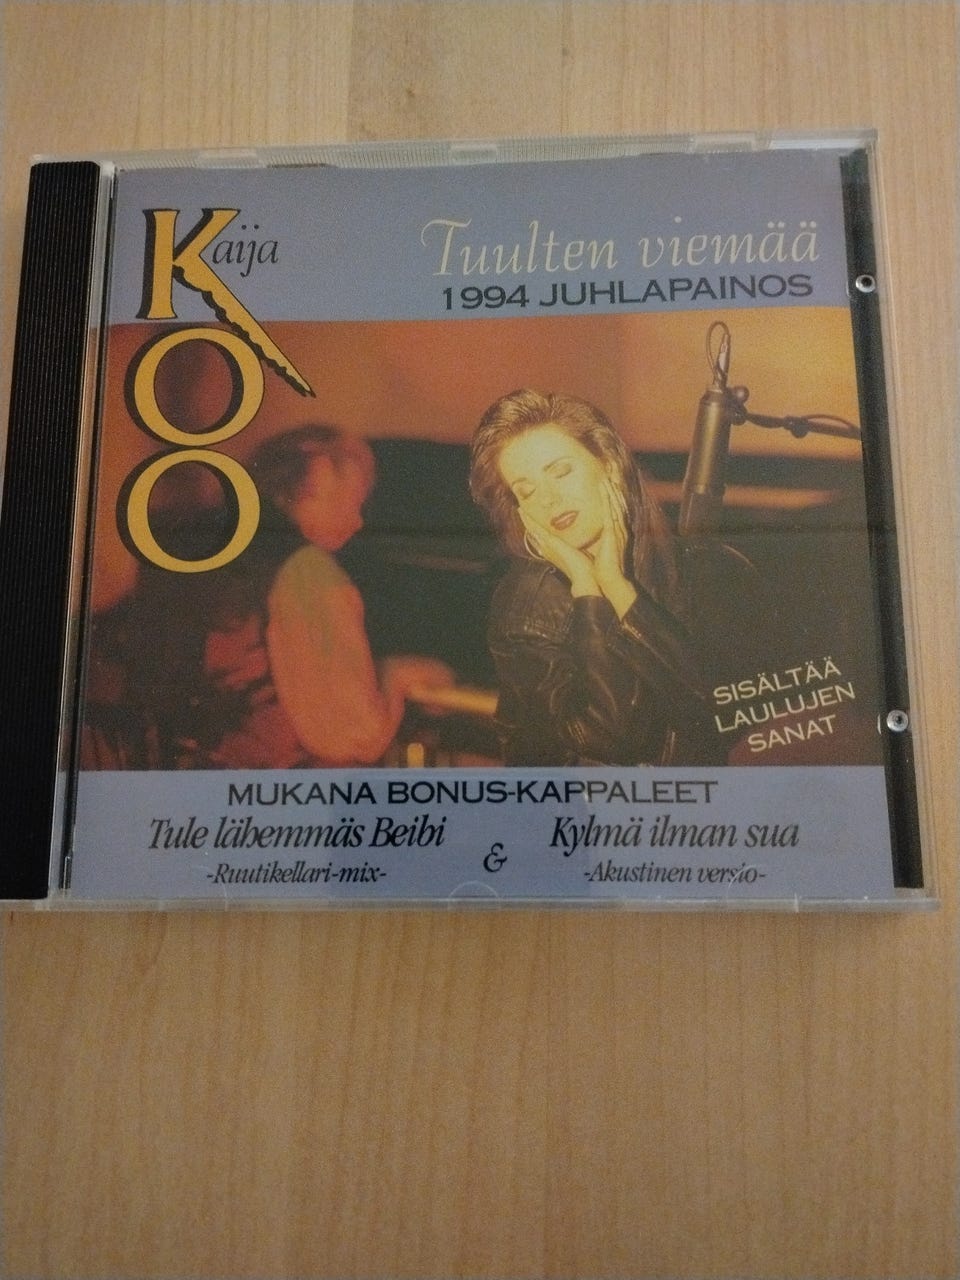 Kaija
KOO
Tuulten viemää
1994 JUHLAPAINOS
SISÄLTÄÄ
LAULUJEN
SANAT
MUKANA BONUS-KAPPALEET
Tule lähemmäs Beibi & Kylmä ilman sua
-Ruutikellari-mix- -Akustinen versio-